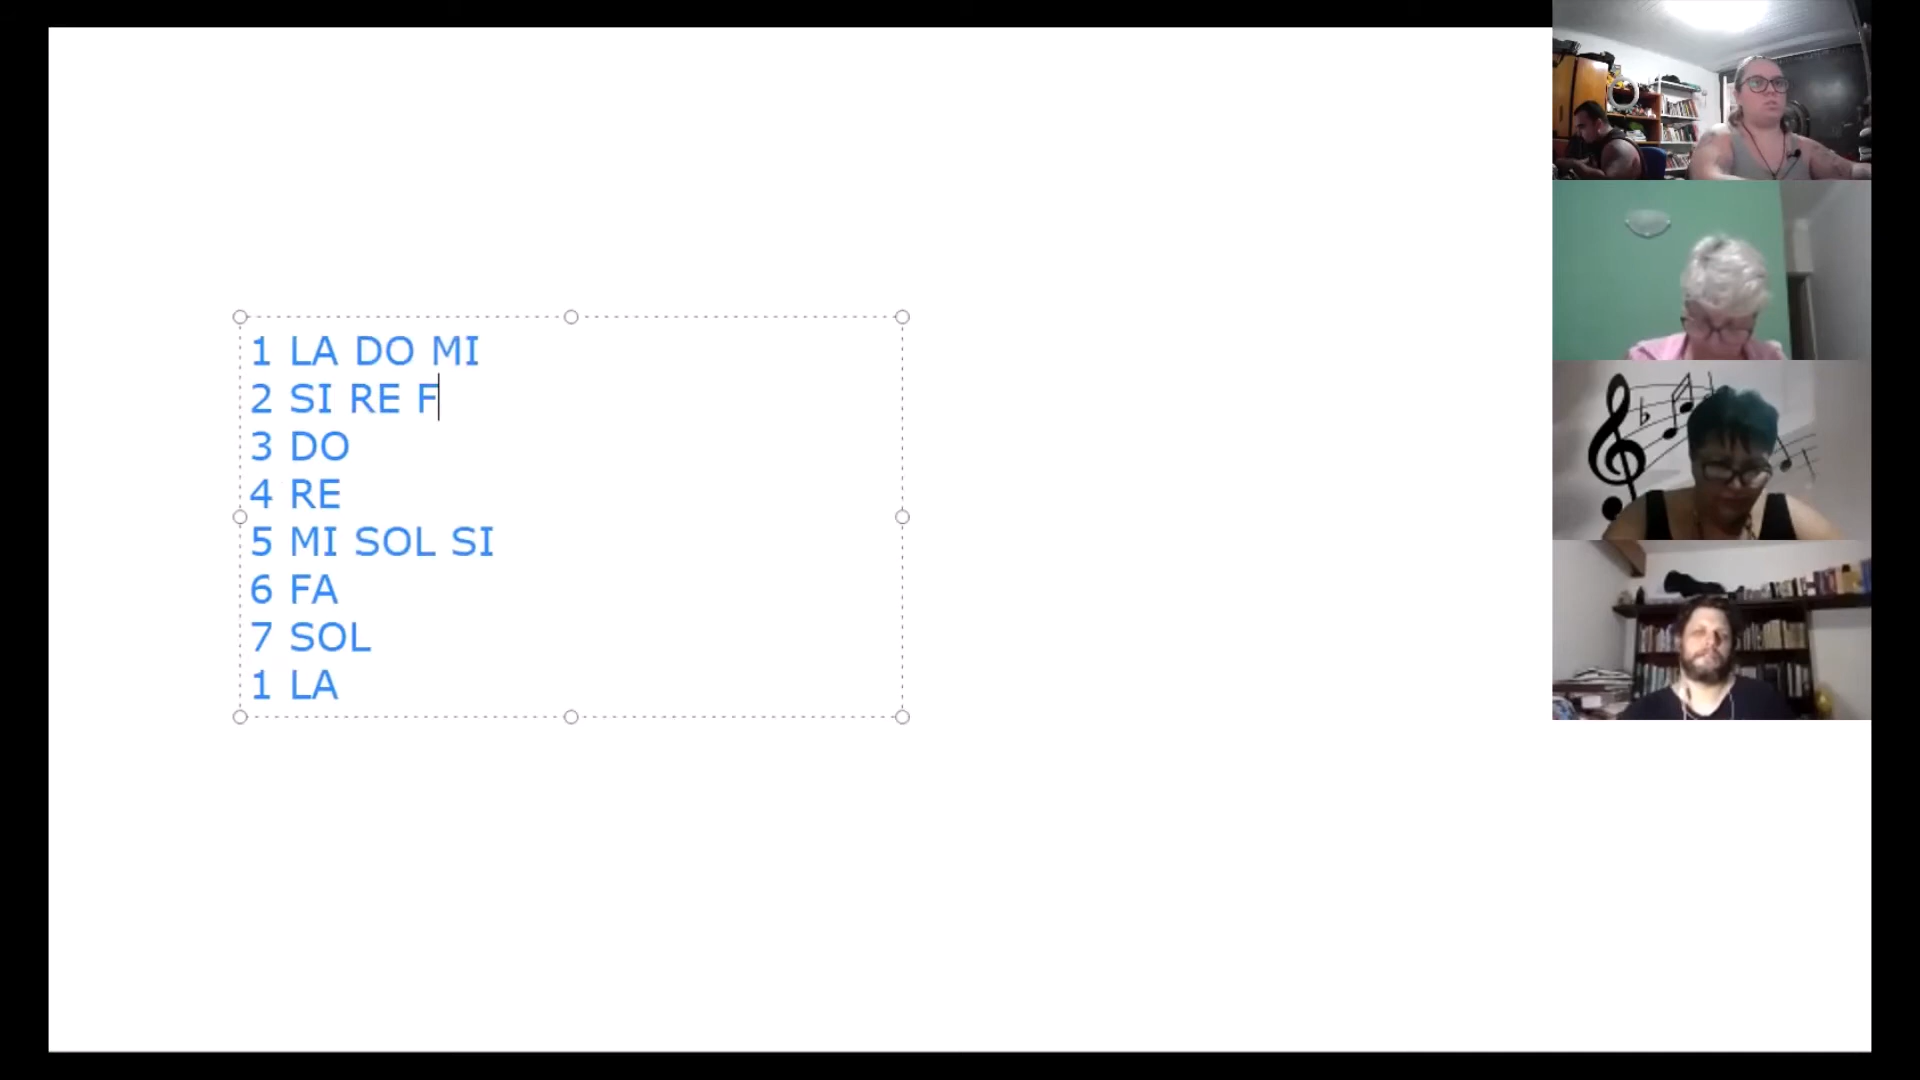 1 LA DO MI
2 SI RE F
3 DO
4 RE
5 MI SOL SI
6 FA
7 SOL
1 LA